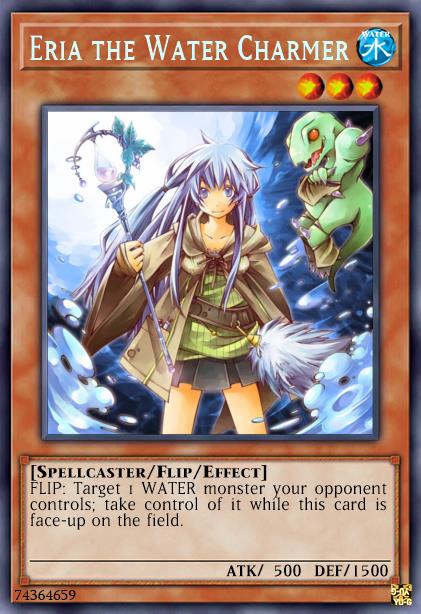 Eria the Water Charmer
WATER
水
[Spellcaster/Flip/Effect]
FLIP: Target 1 WATER monster your opponent
controls; take control of it while this card is
face-up on the field.
ATK/ 500 DEF/1500
74364659